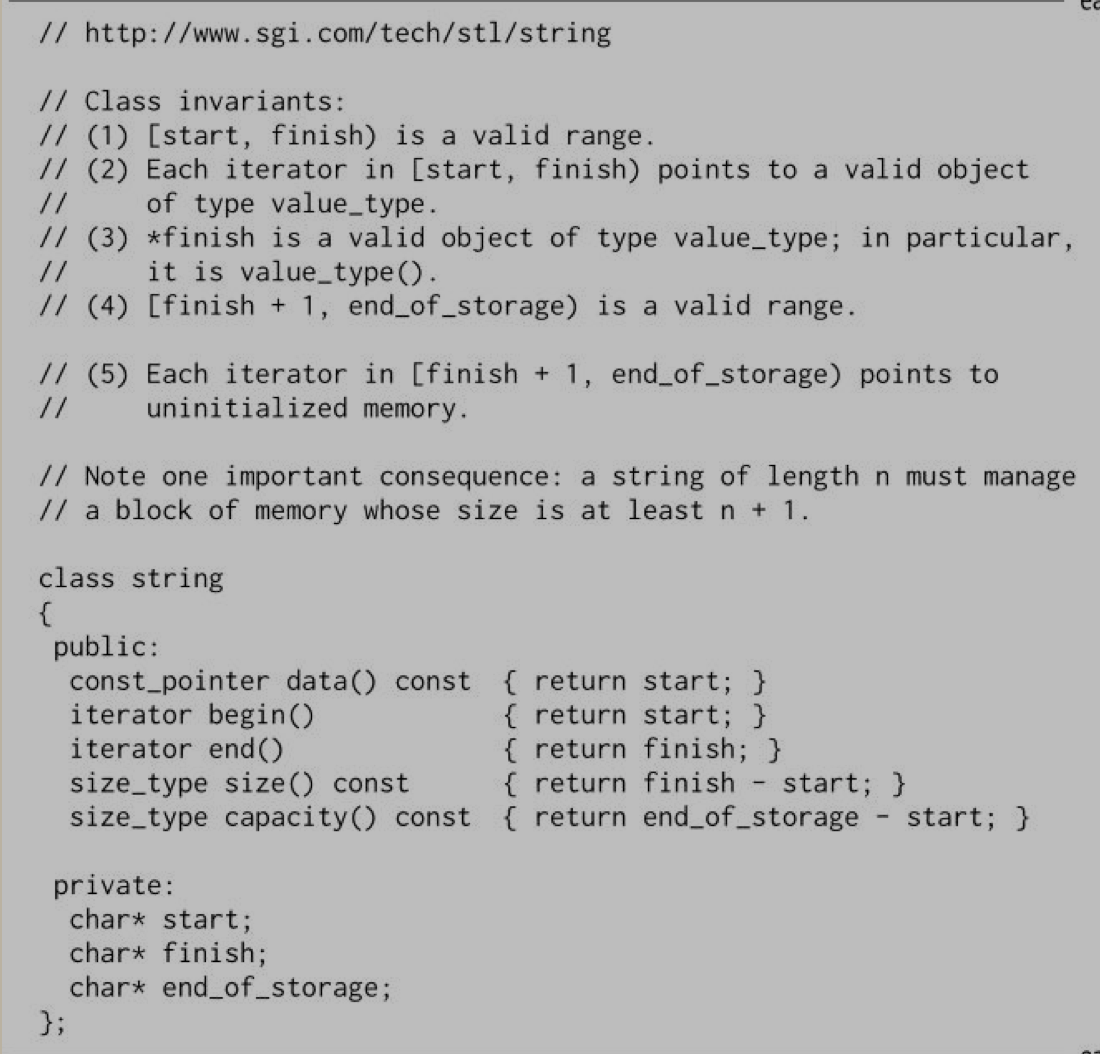 // http://www.sgi.com/tech/stl/string
// Class invariants:
// (1) [start, finish) is a valid range.
// (2) Each iterator in [start, finish) points to a valid object
//     of type value_type.
// (3) *finish is a valid object of type value_type; in particular,
//     it is value_type().
// (4) [finish + 1, end_of_storage) is a valid range.
// (5) Each iterator in [finish + 1, end_of_storage) points to
//     uninitialized memory.
// Note one important consequence: a string of length n must manage
// a block of memory whose size is at least n + 1.
class string
{
 public:
  const_pointer data() const  { return start; }
  iterator begin()            { return start; }
  iterator end()              { return finish; }
  size_type size() const      { return finish - start; }
  size_type capacity() const  { return end_of_storage - start; }
 private:
  char* start;
  char* finish;
  char* end_of_storage;
};